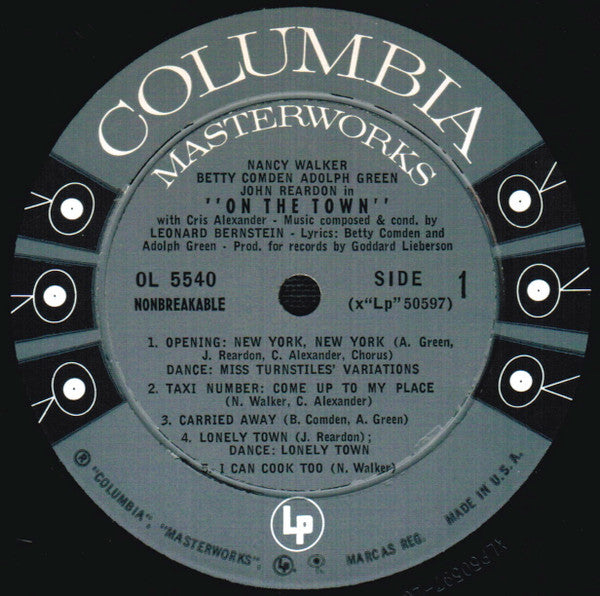 COLUMBIA
MASTERWORKS
NANCY WALKER
BETTY COMDEN ADOLPH GREEN
JOHN REARDON in
"ON THE TOWN"
with Cris Alexander - Music composed & cond. by
LEONARD BERNSTEIN - Lyrics: Betty Comden and
Adolph Green - Prod. for records by Goddard Lieberson
OL 5540
NONBREAKABLE
SIDE 1
(x"Lp" 50597)
1. OPENING: NEW YORK, NEW YORK (A. Green,
J. Reardon, C. Alexander, Chorus)
DANCE: MISS TURNSTILES' VARIATIONS
2. TAXI NUMBER: COME UP TO MY PLACE
(N. Walker, C. Alexander)
3. CARRIED AWAY (B. Comden, A. Green)
4. LONELY TOWN (J. Reardon);
DANCE: LONELY TOWN
5. I CAN COOK TOO (N. Walker)
Lp
® "COLUMBIA", "MASTERWORKS", Lp, MARCAS REG. MADE IN U.S.A.